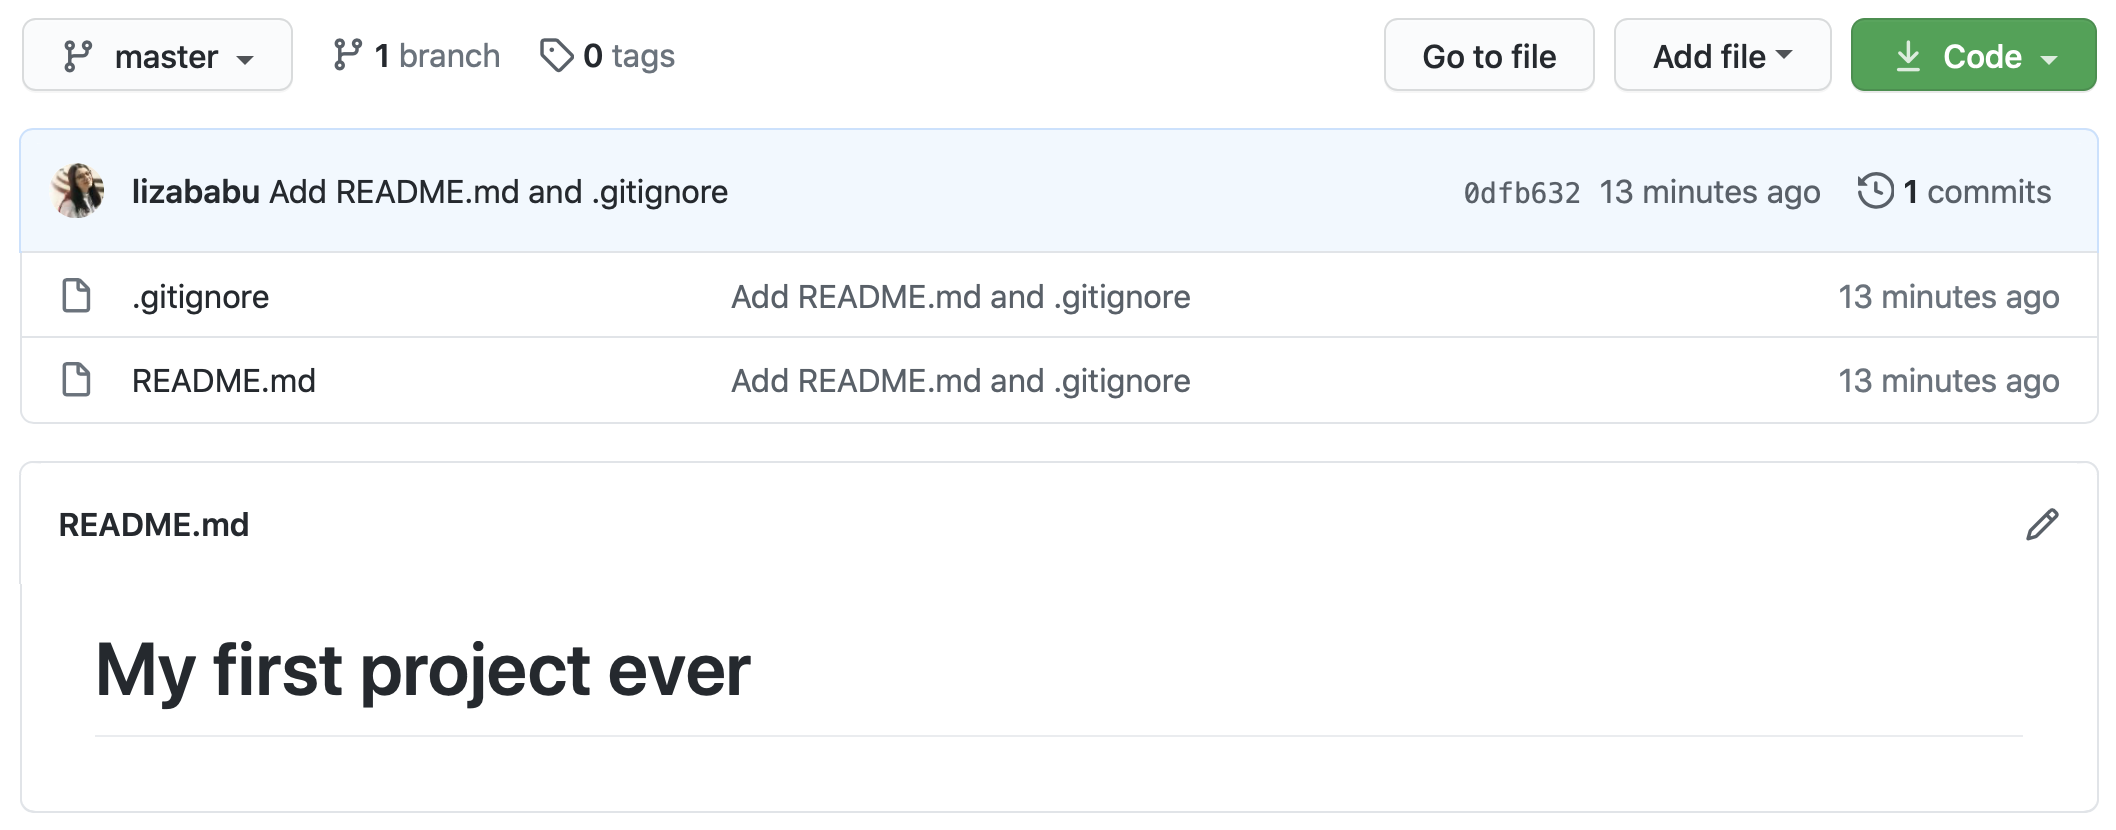 master 1 branch 0 tags Go to file Add file Code
lizababu Add README.md and .gitignore 0dfb632 13 minutes ago 1 commits
.gitignore Add README.md and .gitignore 13 minutes ago
README.md Add README.md and .gitignore 13 minutes ago
README.md
My first project ever